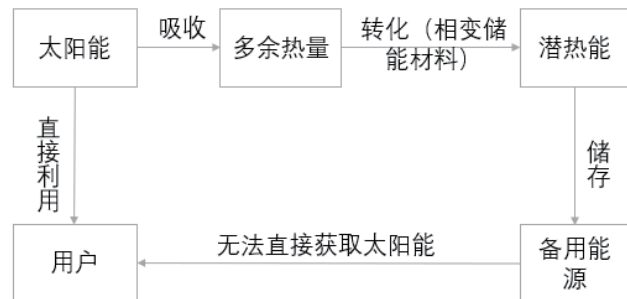 太阳能
吸收
多余热量
转化（相变储
能材料）
潜热能
直接利用
储存
用户
无法直接获取太阳能
备用能
源